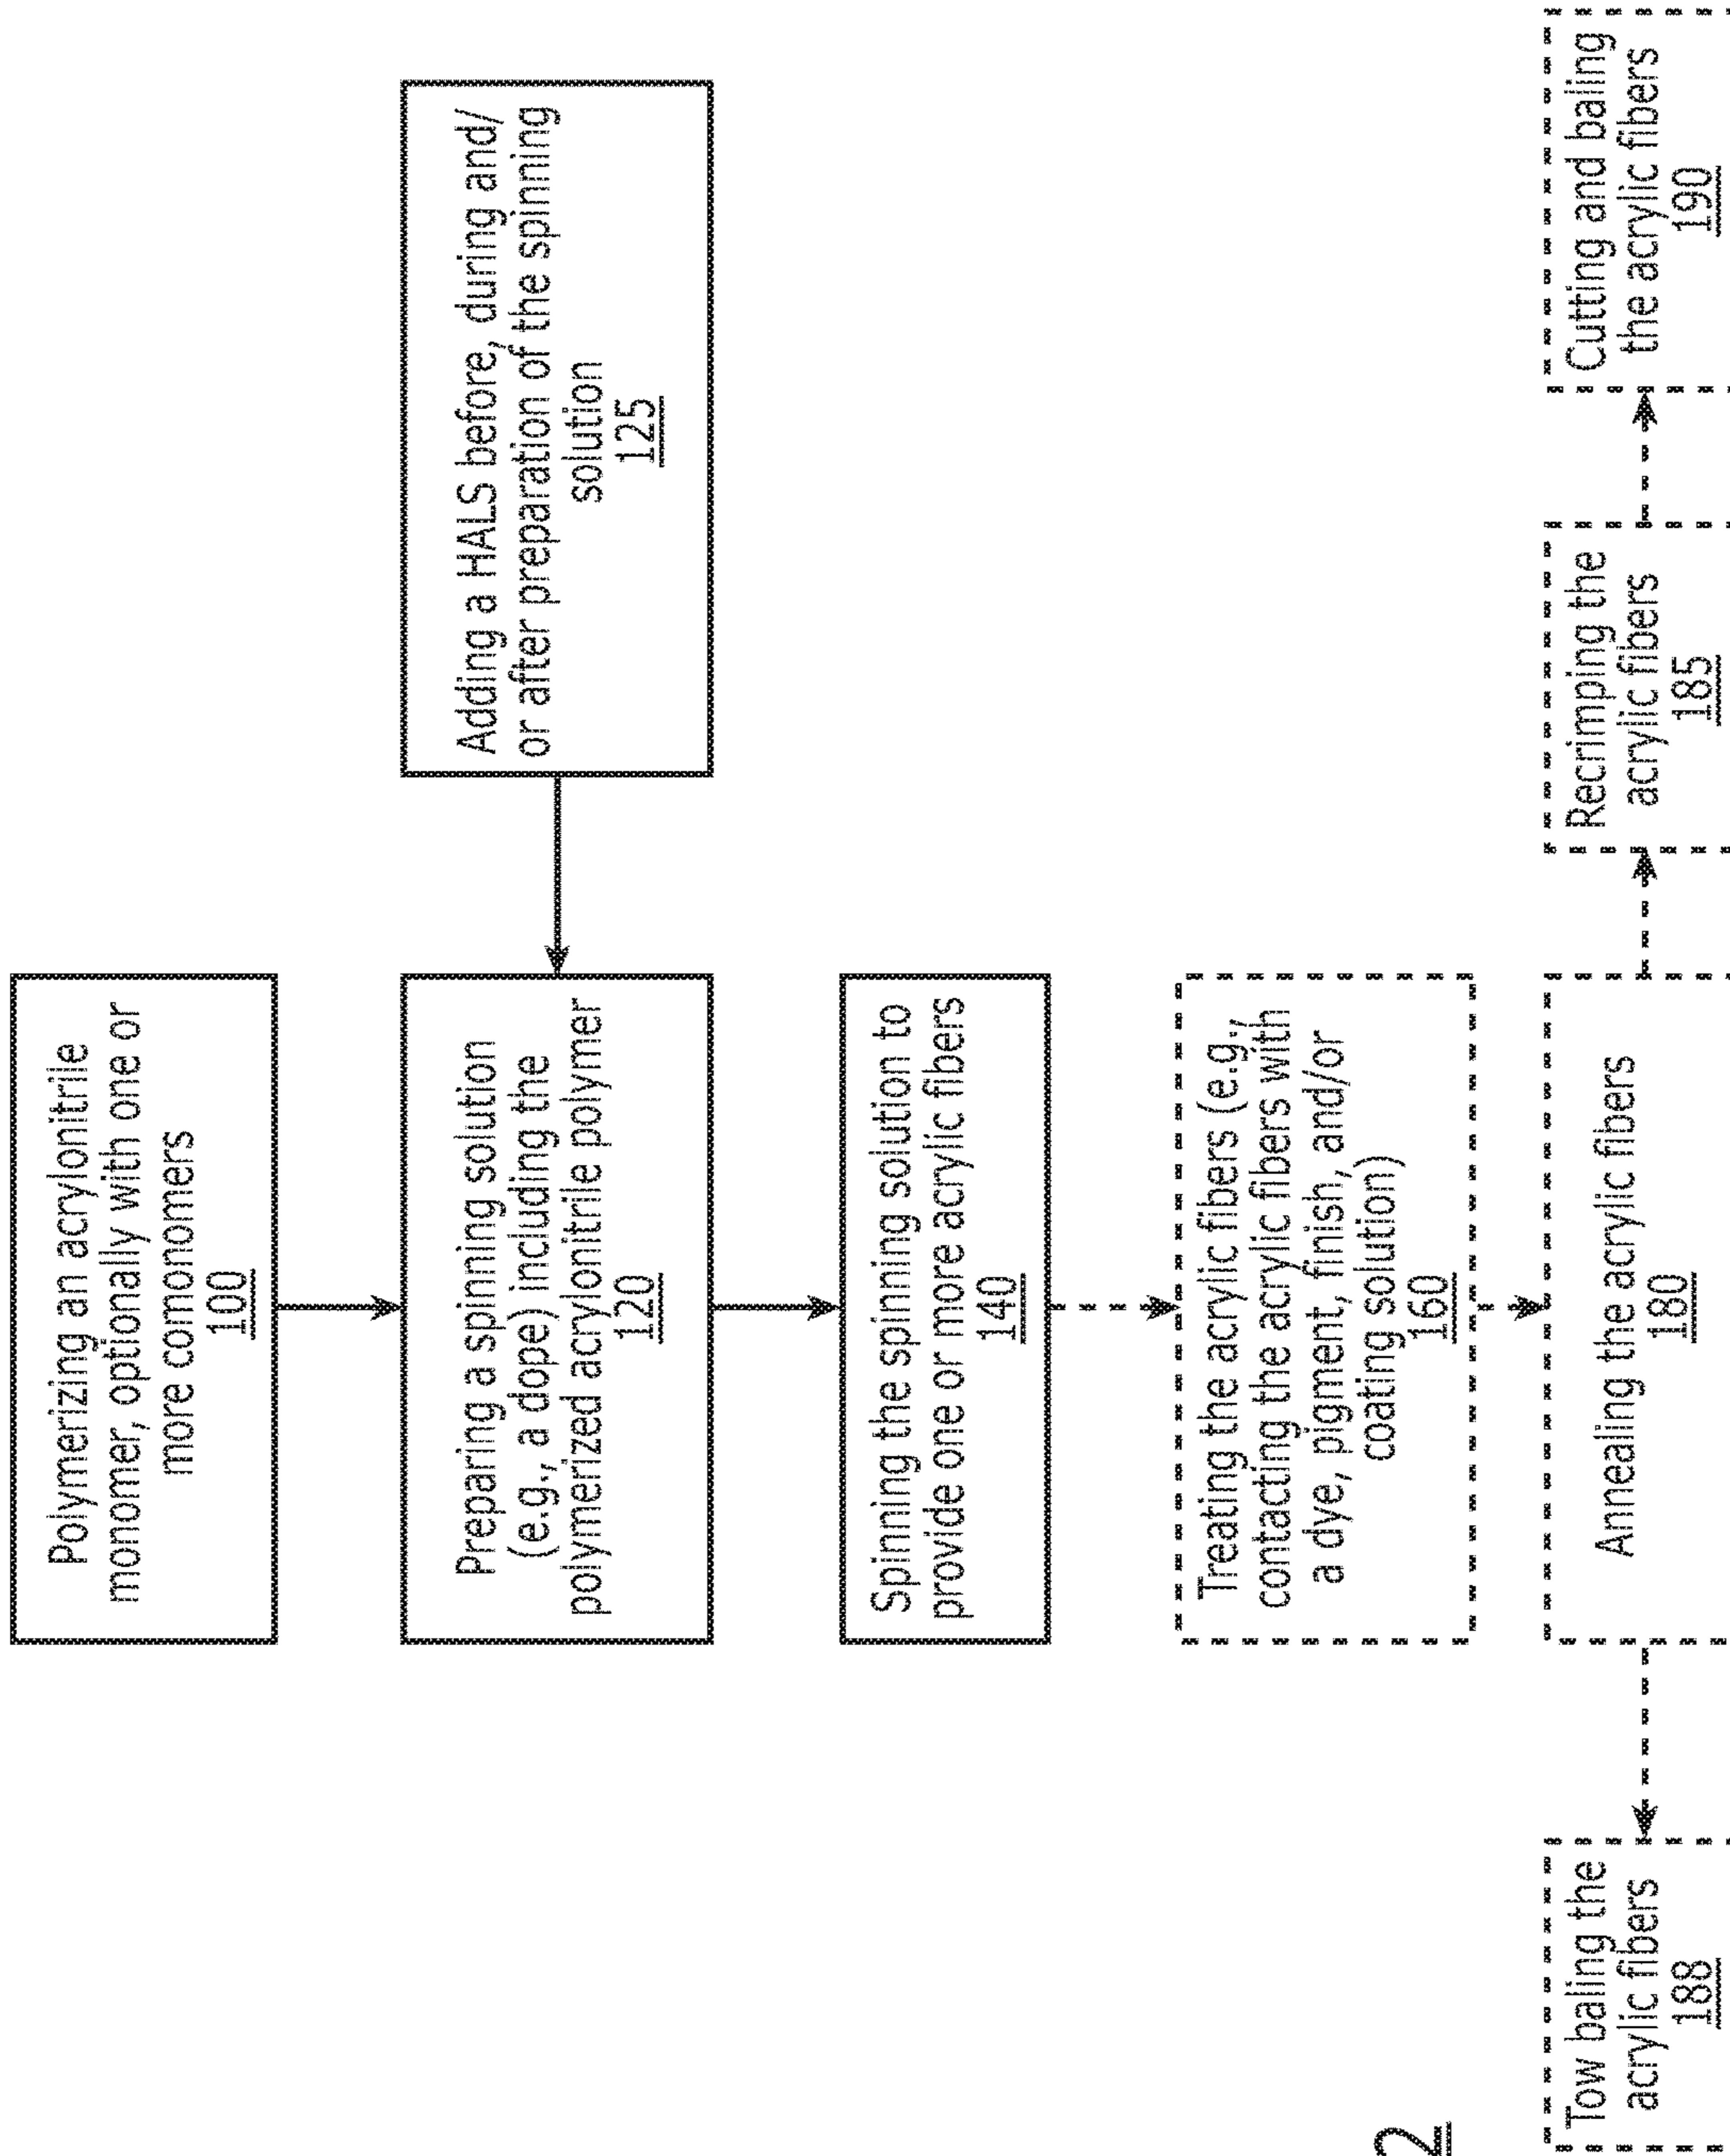 Polymerizing an acrylonitrile
monomer, optionally with one or
more comonomers
100
Adding a HALS before, during and/
or after preparation of the spinning
solution
125
Preparing a spinning solution
(e.g., a dope) including the
polymerized acrylonitrile polymer
120
Spinning the spinning solution to
provide one or more acrylic fibers
140
Treating the acrylic fibers (e.g.,
contacting the acrylic fibers with
a dye, pigment, finish, and/or
coating solution)
160
Tow baling the
acrylic fibers
188
Annealing the acrylic fibers
180
Recrimping the
acrylic fibers
185
Cutting and baling
the acrylic fibers
190
2